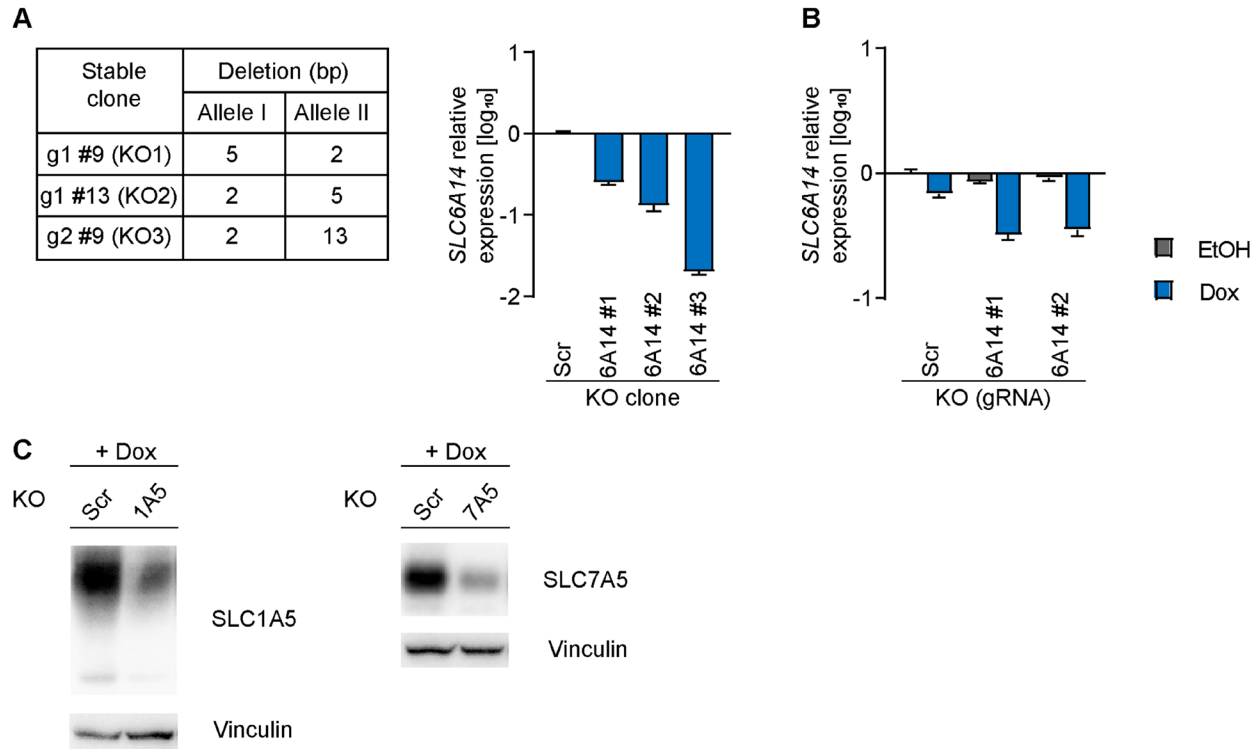 A
Stable
clone
Deletion (bp)
Allele I
Allele II
g1 #9 (KO1)
5
2
g1 #13 (KO2)
2
5
g2 #9 (KO3)
2
13
SLC6A14 relative
expression [log₁₀]
1
0
-1
-2
Scr
6A14 #1
6A14 #2
6A14 #3
KO clone
B
SLC6A14 relative
expression [log₁₀]
1
0
-1
Scr
6A14 #1
6A14 #2
KO (gRNA)
EtOH
Dox
C
+ Dox
KO
Scr
1A5
SLC1A5
Vinculin
+ Dox
KO
Scr
7A5
SLC7A5
Vinculin